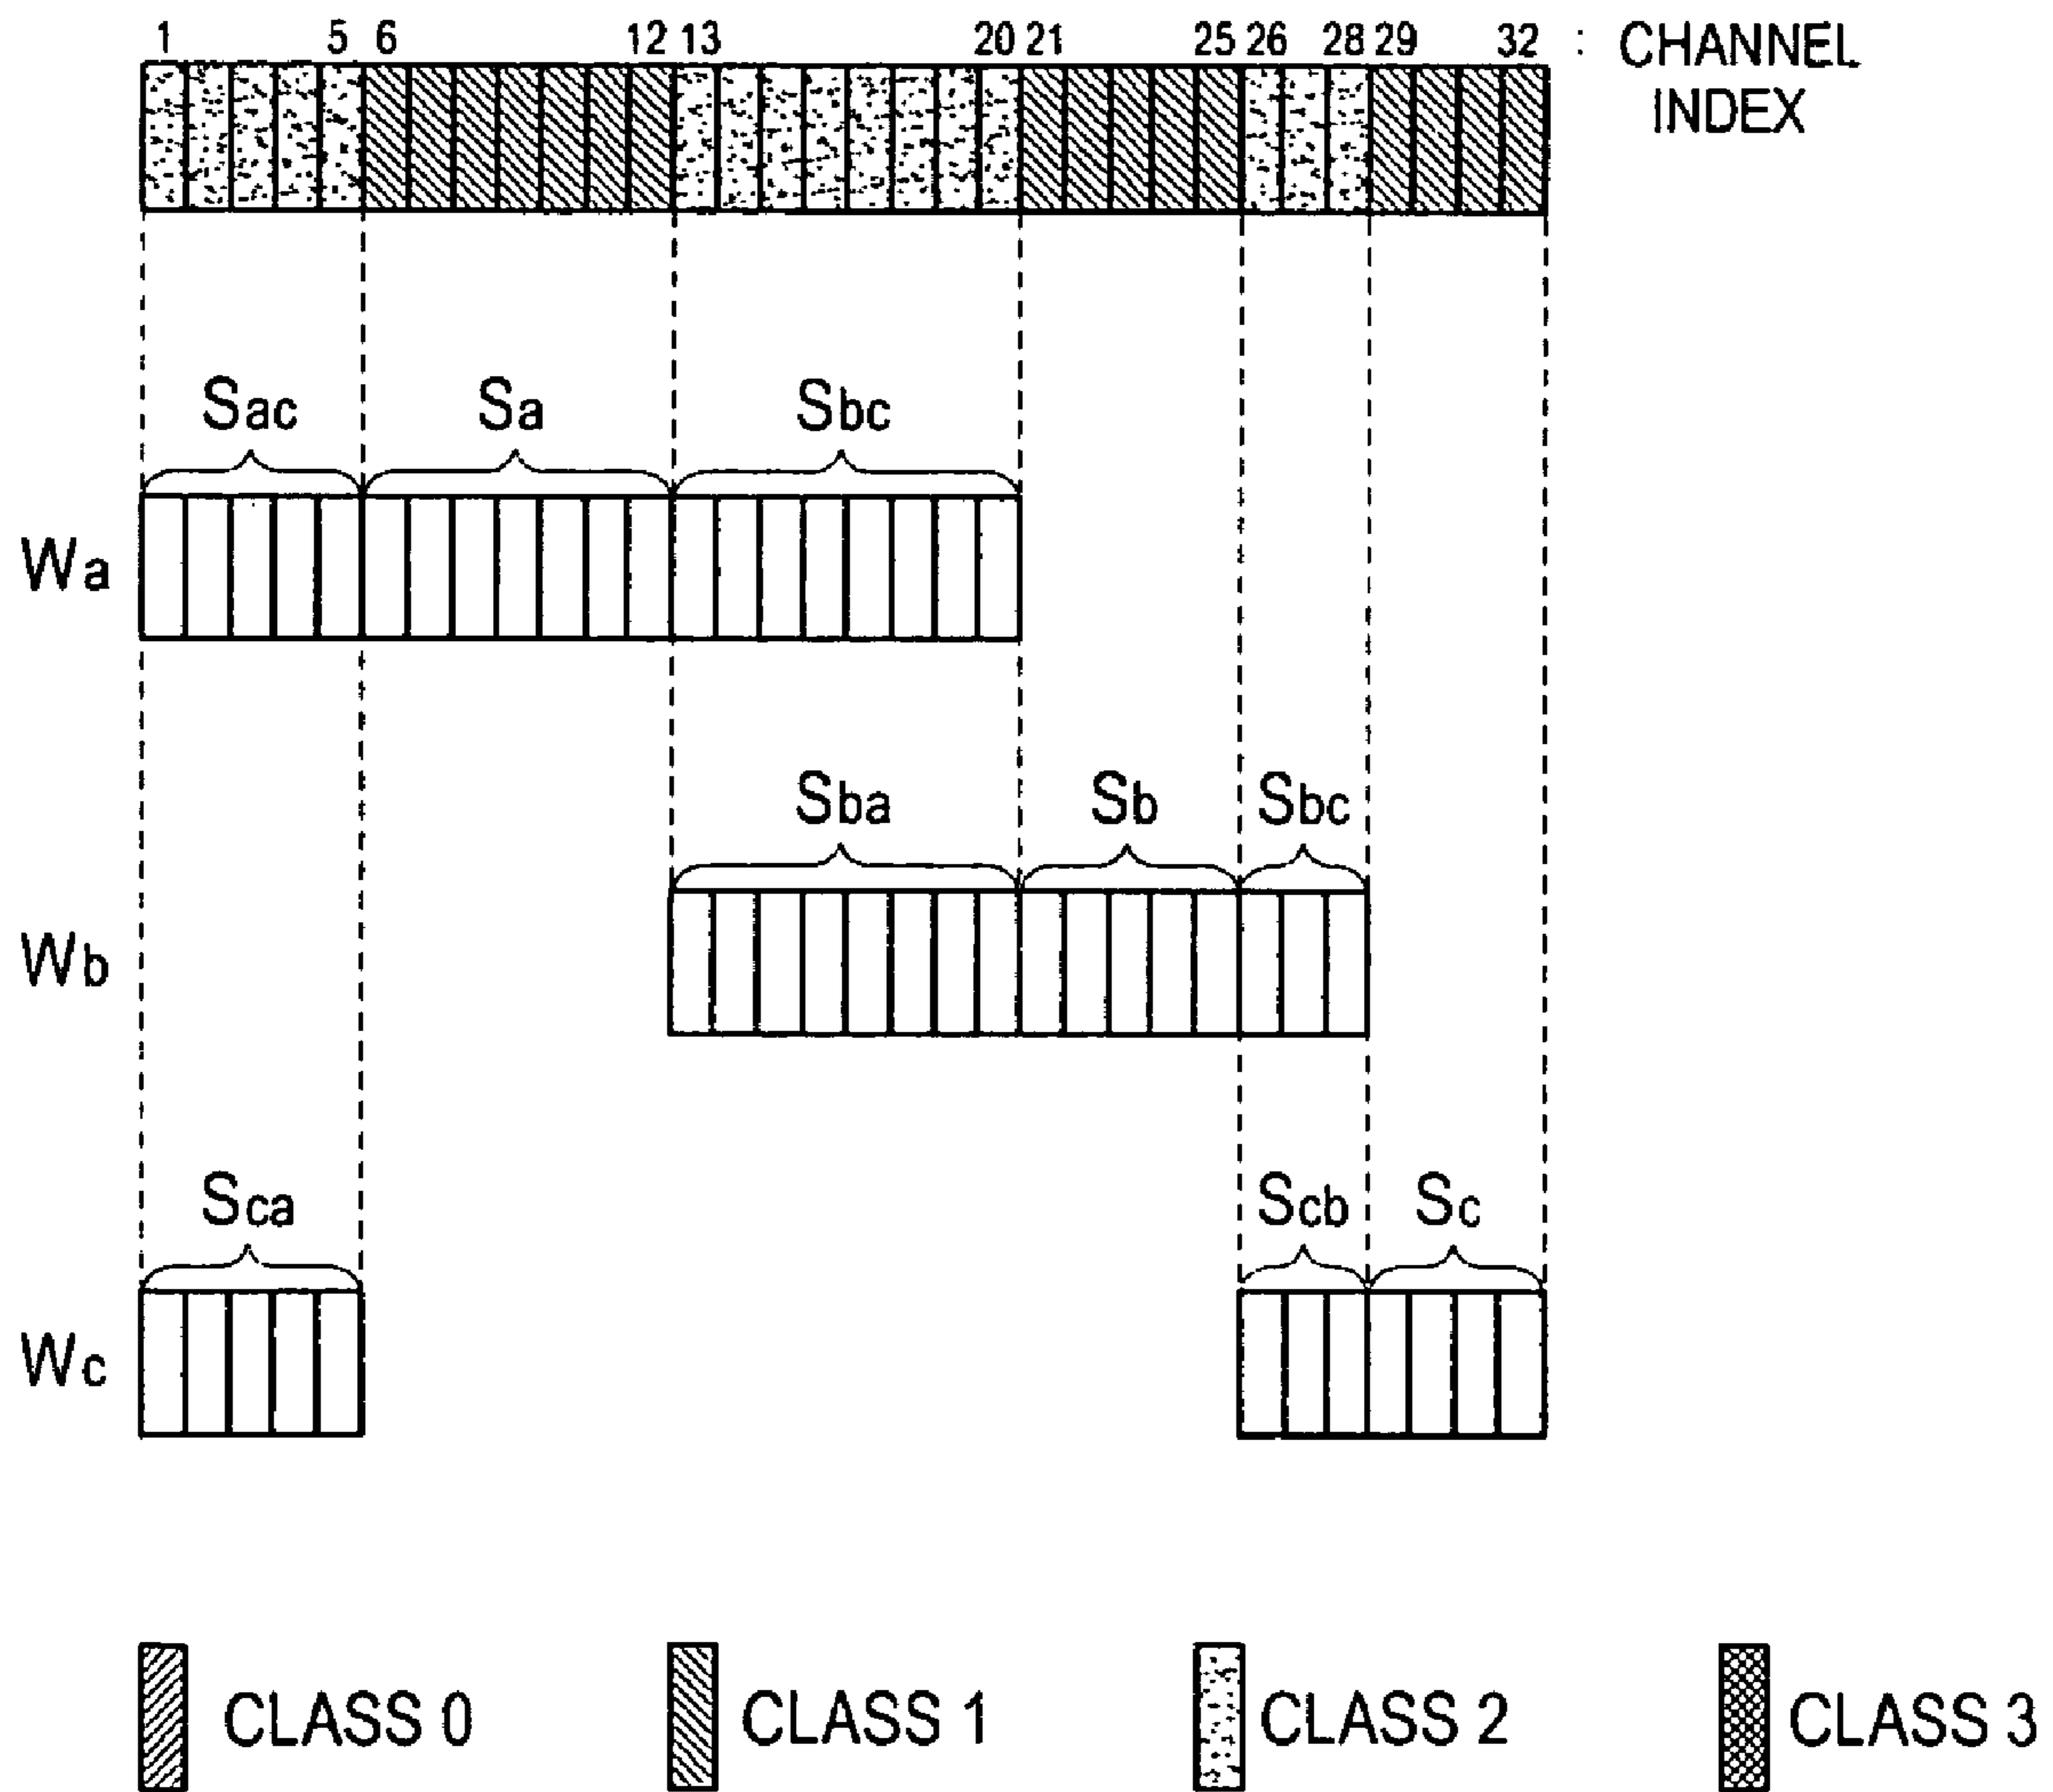 1 5 6 12 13 20 21 25 26 28 29 32 : CHANNEL
INDEX
Sac Sa Sbc
Wa
Sba Sb Sbc
Wb
Sca Scb Sc
Wc
CLASS 0 CLASS 1 CLASS 2 CLASS 3